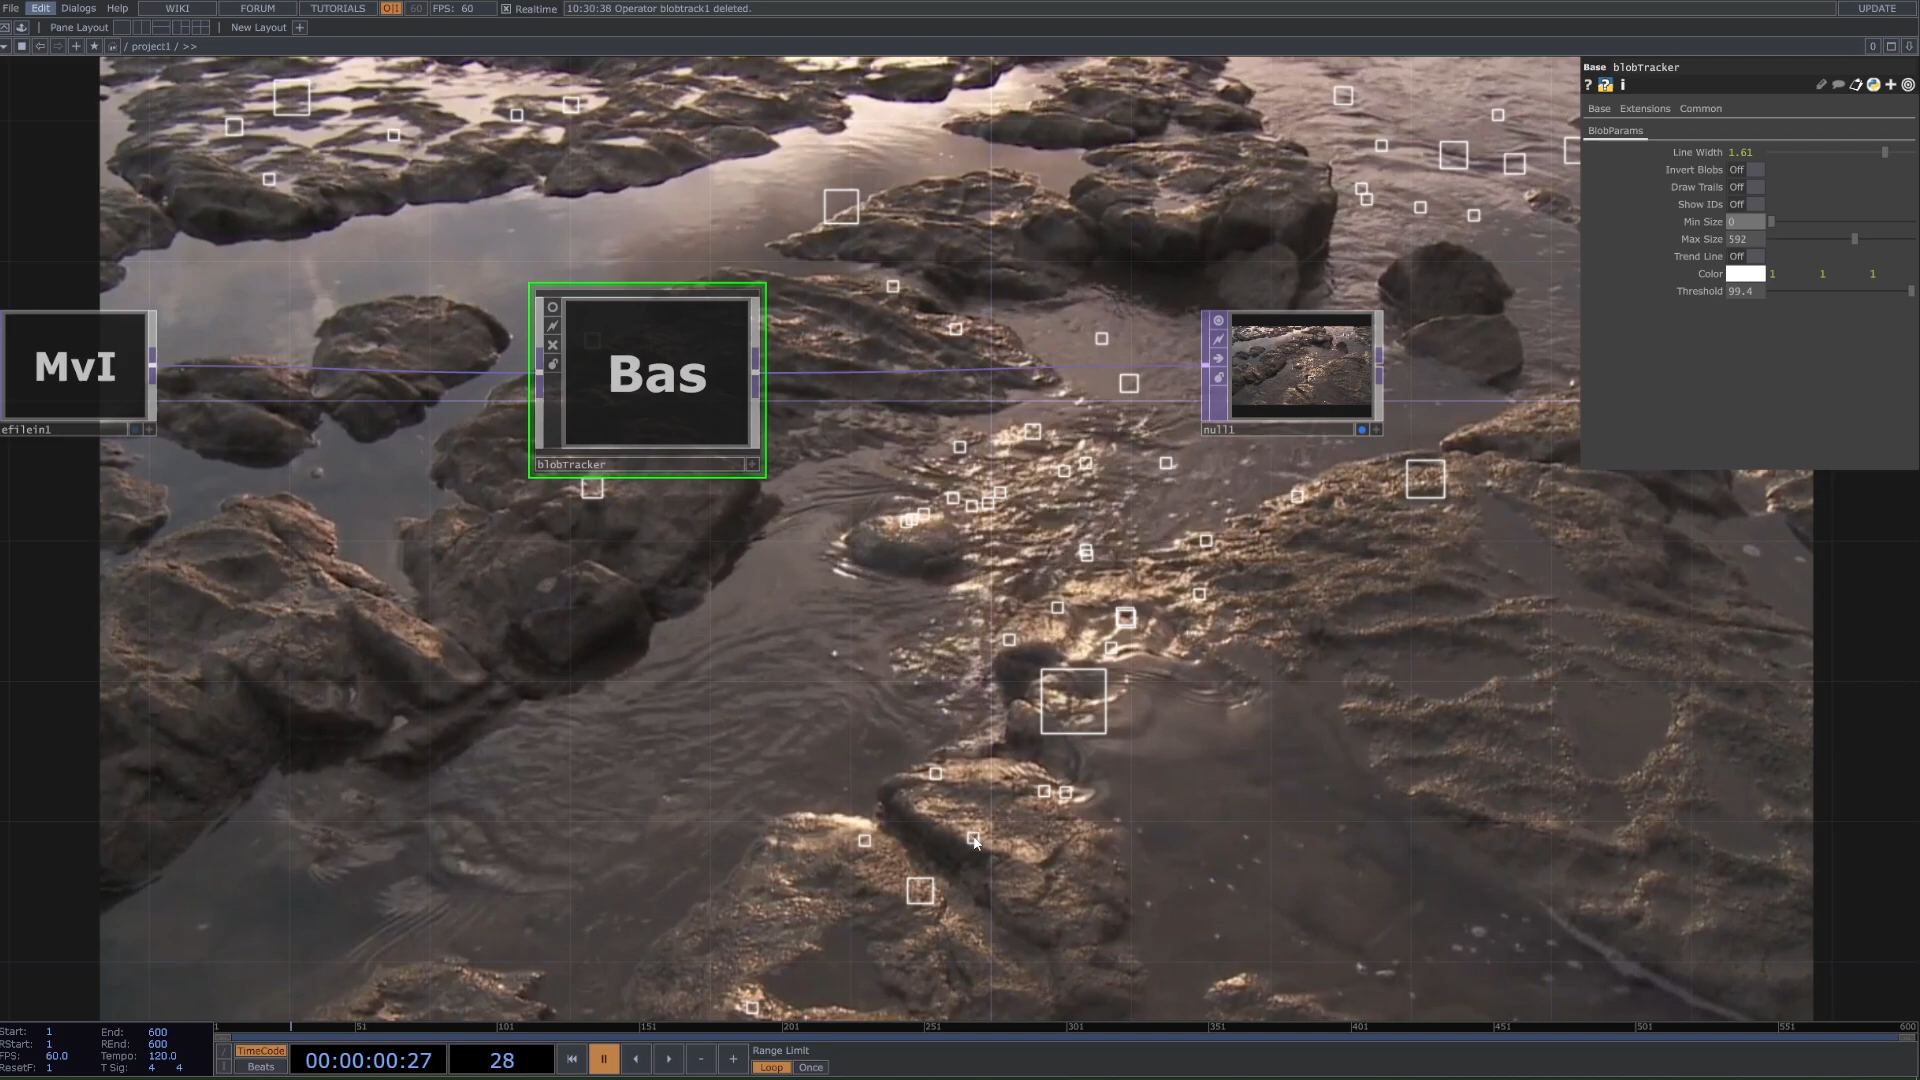 File Edit Dialogs Help WIKI FORUM TUTORIALS O|I 60 FPS: 60 Realtime 10:30:38 Operator blobtrack1 deleted. UPDATE
Pane Layout New Layout +
/ project1 / >> 0
Base blobTracker
? ? i
Base Extensions Common
BlobParams
Line Width 1.61
Invert Blobs Off
Draw Trails Off
Show IDs Off
Min Size 0
Max Size 592
Trend Line Off
Color 1 1 1
Threshold 99.4
MvI
efilein1
Bas
blobTracker
null1
1 51 101 151 201 251 301 351 401 451 501 551 600
Start: 1 End: 600
RStart: 1 REnd: 600
FPS: 60.0 Tempo: 120.0
ResetF: 1 T Sig: 4 4
TimeCode
Beats
00:00:00:27 28
- +
Range Limit
Loop Once